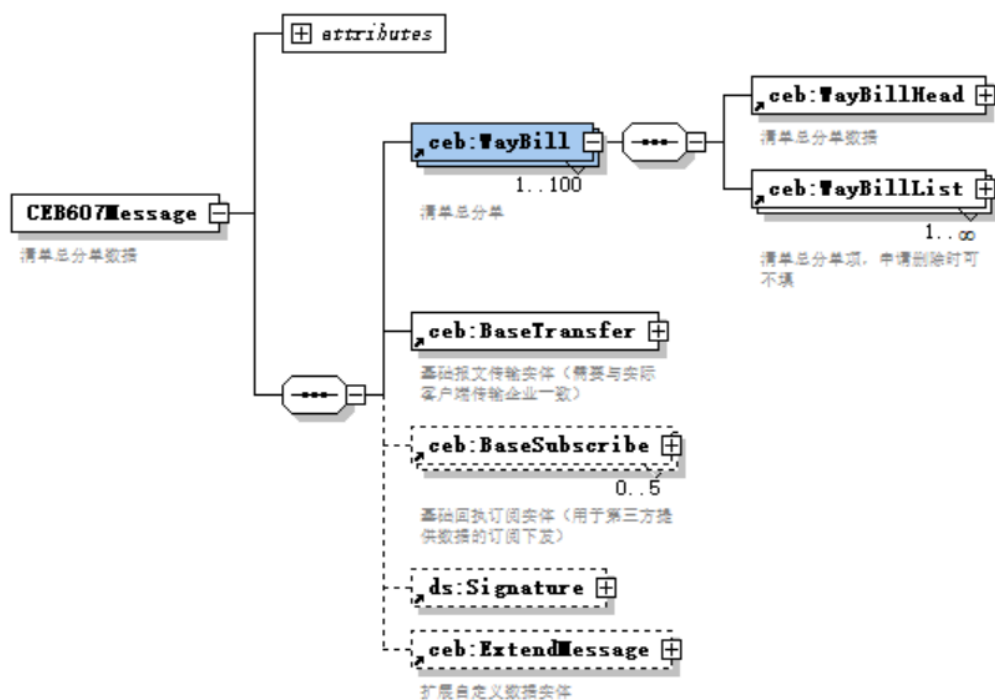 attributes
ceb:WayBillHead
清单总分单数据
ceb:WayBill
1..100
清单总分单
ceb:WayBillList
1..∞
清单总分单项，申请删除时可
不填
CEB607Message
清单总分单数据
ceb:BaseTransfer
基础报文传输实体（需要与实际
客户端传输企业一致）
ceb:BaseSubscribe
0..5
基础回执订阅实体（用于第三方提
供数据的订阅下发）
ds:Signature
ceb:ExtendMessage
扩展自定义数据实体